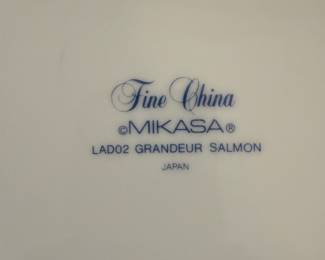 Fine China
©MIKASA®
LAD02 GRANDEUR SALMON
JAPAN